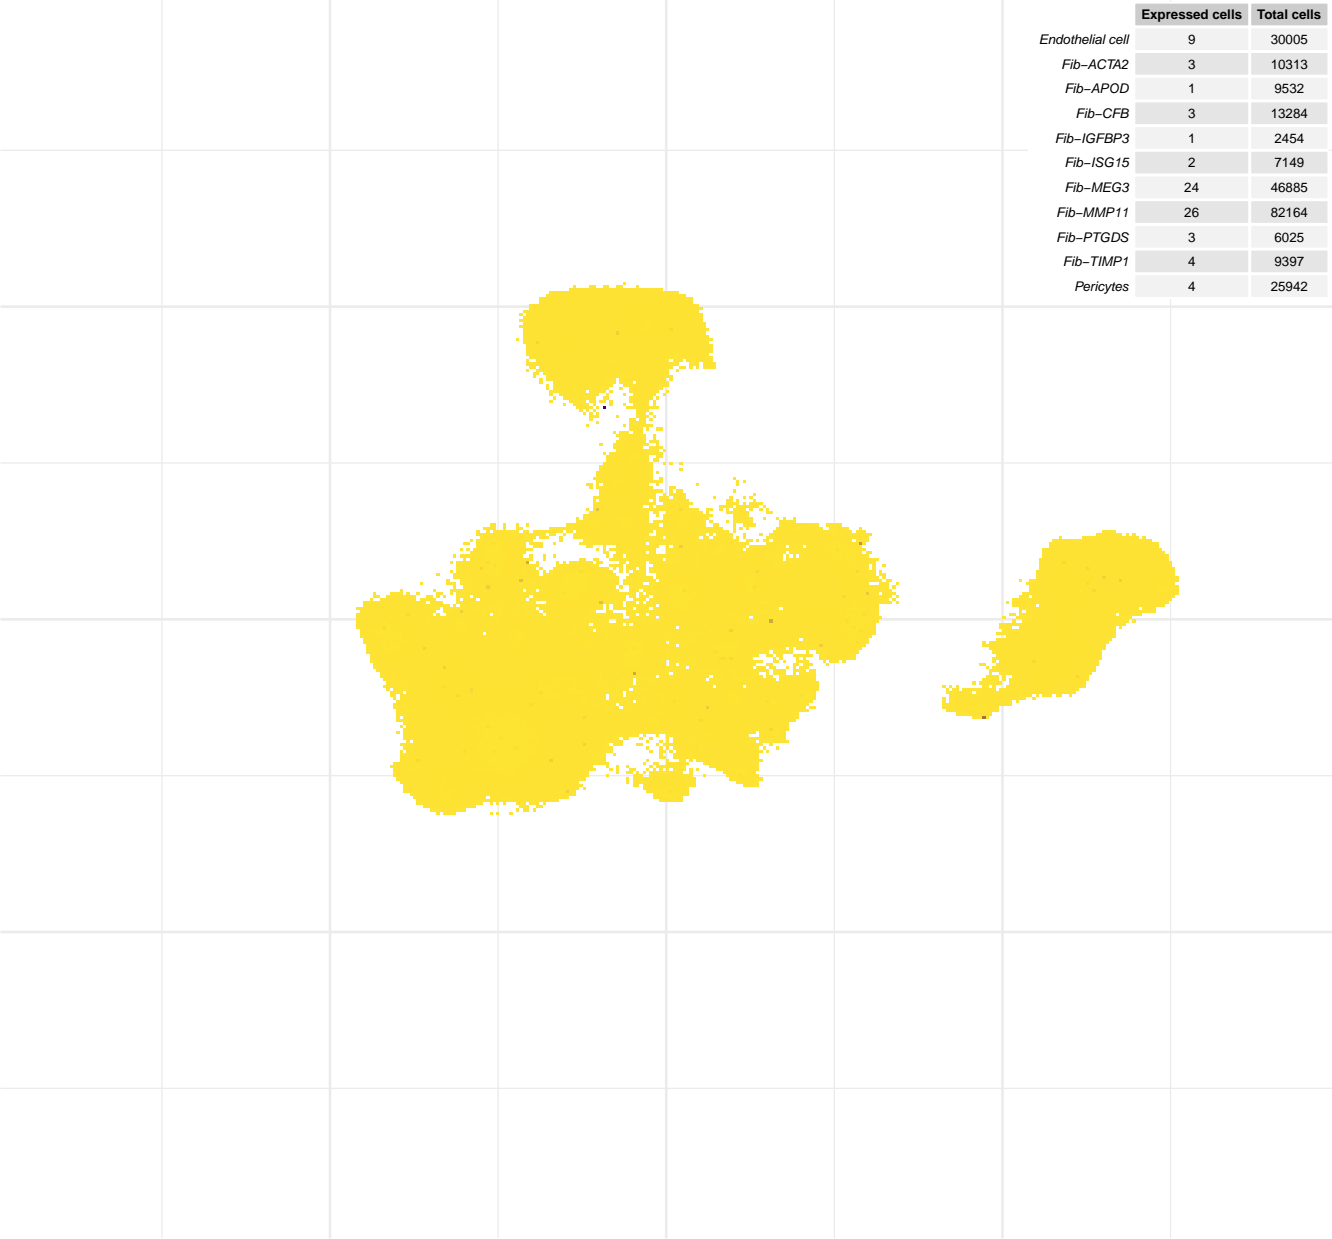 Expressed cells Total cells
Endothelial cell 9 30005
Fib−ACTA2 3 10313
Fib−APOD 1 9532
Fib−CFB 3 13284
Fib−IGFBP3 1 2454
Fib−ISG15 2 7149
Fib−MEG3 24 46885
Fib−MMP11 26 82164
Fib−PTGDS 3 6025
Fib−TIMP1 4 9397
Pericytes 4 25942